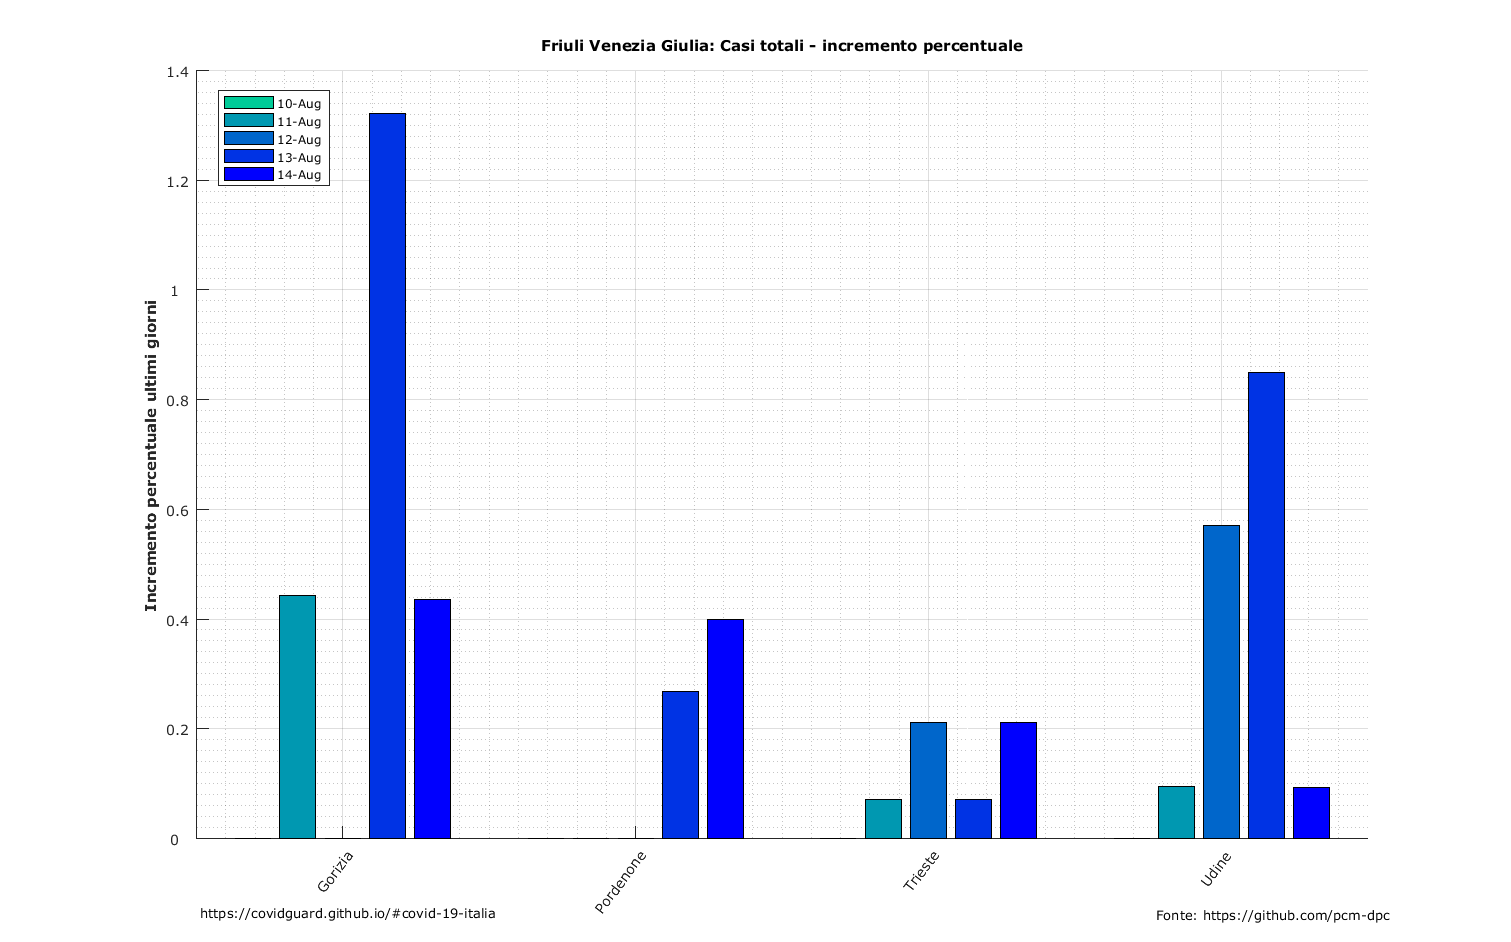 Friuli Venezia Giulia: Casi totali - incremento percentuale
Incremento percentuale ultimi giorni
1.4
1.2
1
0.8
0.6
0.4
0.2
0
10-Aug
11-Aug
12-Aug
13-Aug
14-Aug
Gorizia
Pordenone
Trieste
Udine
https://covidguard.github.io/#covid-19-italia
Fonte: https://github.com/pcm-dpc